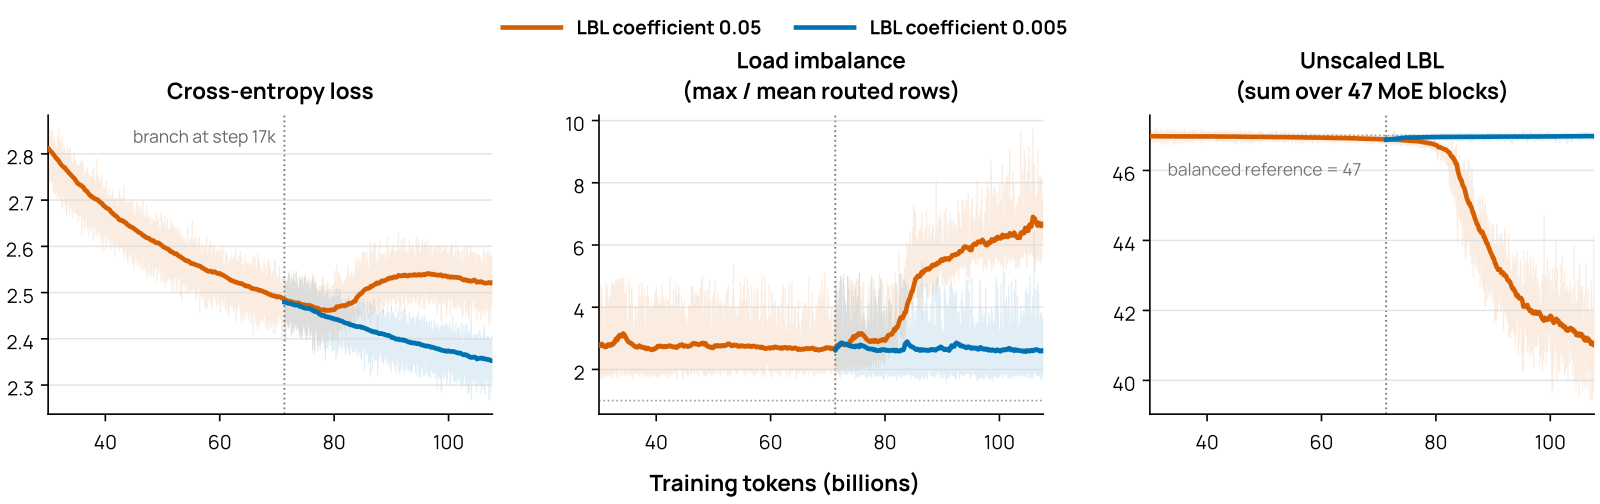 LBL coefficient 0.05 LBL coefficient 0.005
Cross-entropy loss
branch at step 17k
2.8
2.7
2.6
2.5
2.4
2.3
40 60 80 100
Load imbalance
(max / mean routed rows)
10
8
6
4
2
40 60 80 100
Unscaled LBL
(sum over 47 MoE blocks)
balanced reference = 47
46
44
42
40
40 60 80 100
Training tokens (billions)